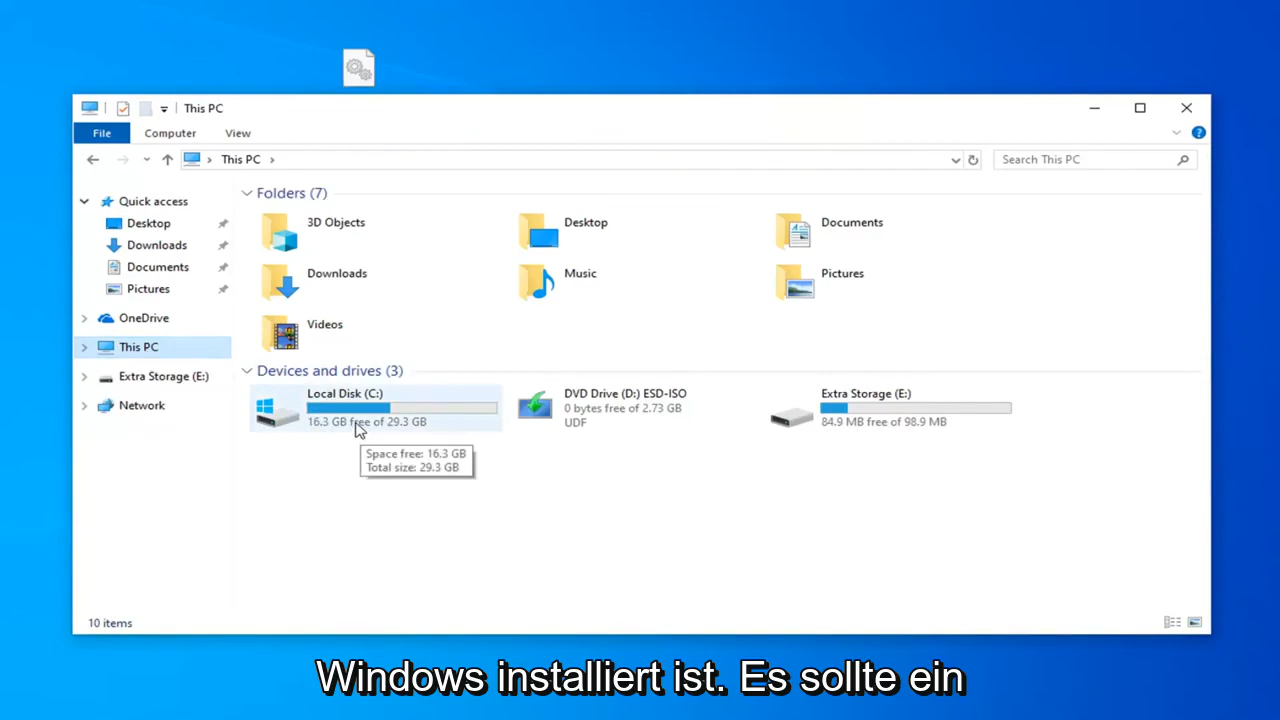 This PC
File
Computer
View
This PC
Search This PC
Quick access
Desktop
Downloads
Documents
Pictures
OneDrive
This PC
Extra Storage (E:)
Network
Folders (7)
3D Objects
Desktop
Documents
Downloads
Music
Pictures
Videos
Devices and drives (3)
Local Disk (C:)
16.3 GB free of 29.3 GB
DVD Drive (D:) ESD-ISO
0 bytes free of 2.73 GB
UDF
Extra Storage (E:)
84.9 MB free of 98.9 MB
Space free: 16.3 GB
Total size: 29.3 GB
10 items
Windows installiert ist. Es sollte ein